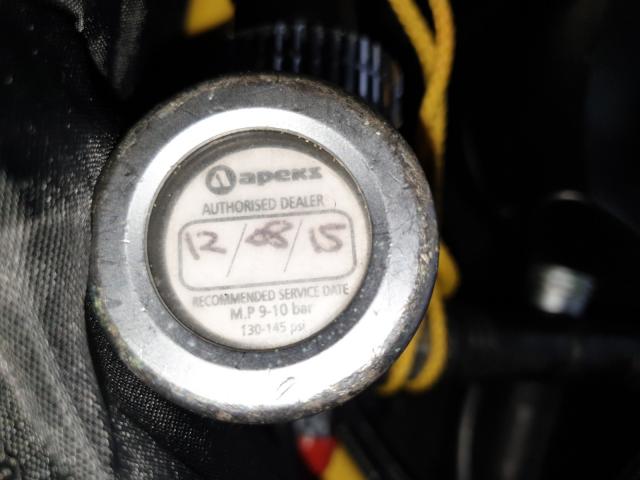 apeks
AUTHORISED DEALER
12/08/15
RECOMMENDED SERVICE DATE
M.P 9-10 bar
130-145 psi